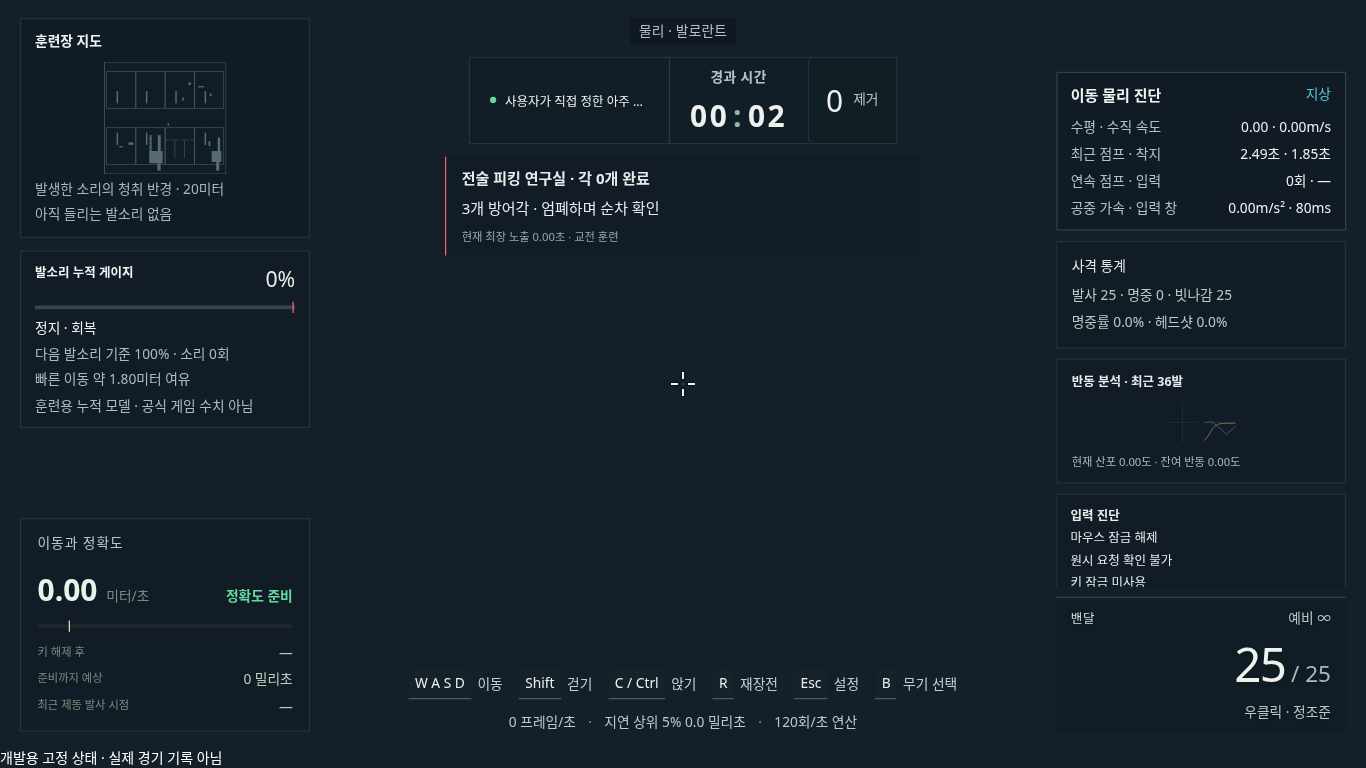 물리 · 발로란트
훈련장 지도
발생한 소리의 청취 반경 · 20미터
아직 들리는 발소리 없음
발소리 누적 게이지
0%
정지 · 회복
다음 발소리 기준 100% · 소리 0회
빠른 이동 약 1.80미터 여유
훈련용 누적 모델 · 공식 게임 수치 아님
이동과 정확도
0.00 미터/초 정확도 준비
키 해제 후 —
준비까지 예상 0 밀리초
최근 제동 발사 시점 —
개발용 고정 상태 · 실제 경기 기록 아님
사용자가 직접 정한 아주 ...
경과 시간
00:02
0 제거
전술 피킹 연구실 · 각 0개 완료
3개 방어각 · 엄폐하며 순차 확인
현재 최장 노출 0.00초 · 교전 훈련
W A S D 이동 Shift 걷기 C / Ctrl 앉기 R 재장전 Esc 설정 B 무기 선택
0 프레임/초 · 지연 상위 5% 0.0 밀리초 · 120회/초 연산
이동 물리 진단 지상
수평 · 수직 속도 0.00 · 0.00m/s
최근 점프 · 착지 2.49초 · 1.85초
연속 점프 · 입력 0회 · —
공중 가속 · 입력 창 0.00m/s² · 80ms
사격 통계
발사 25 · 명중 0 · 빗나감 25
명중률 0.0% · 헤드샷 0.0%
반동 분석 · 최근 36발
현재 산포 0.00도 · 잔여 반동 0.00도
입력 진단
마우스 잠금 해제
원시 요청 확인 불가
키 잠금 미사용
밴달 예비 ∞
25 / 25
우클릭 · 정조준